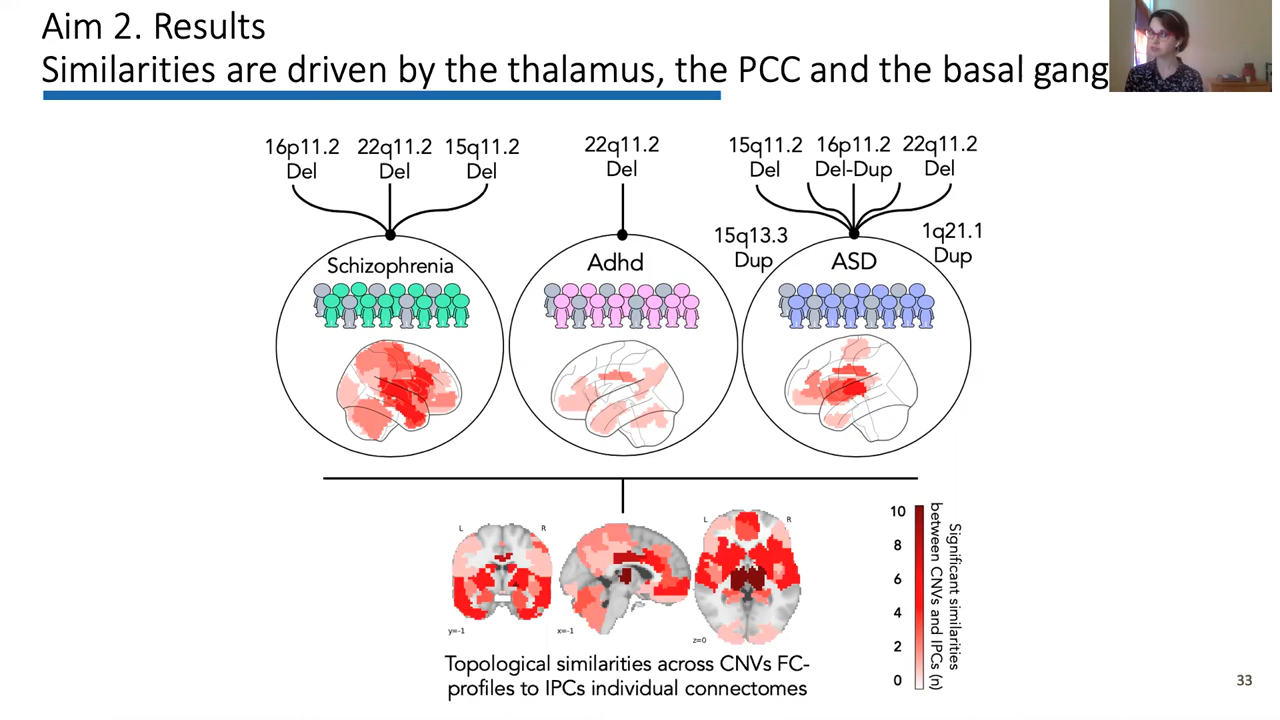 Aim 2. Results
Similarities are driven by the thalamus, the PCC and the basal gang
16p11.2 22q11.2 15q11.2
Del Del Del
22q11.2
Del
15q11.2 16p11.2 22q11.2
Del Del-Dup Del
15q13.3
Dup
1q21.1
Dup
Schizophrenia
Adhd
ASD
L R
y=-1
x=-1
L R
z=0
10
8
6
4
2
0
Significant similarities
between CNVs and IPCs (n)
Topological similarities across CNVs FC-
profiles to IPCs individual connectomes
33